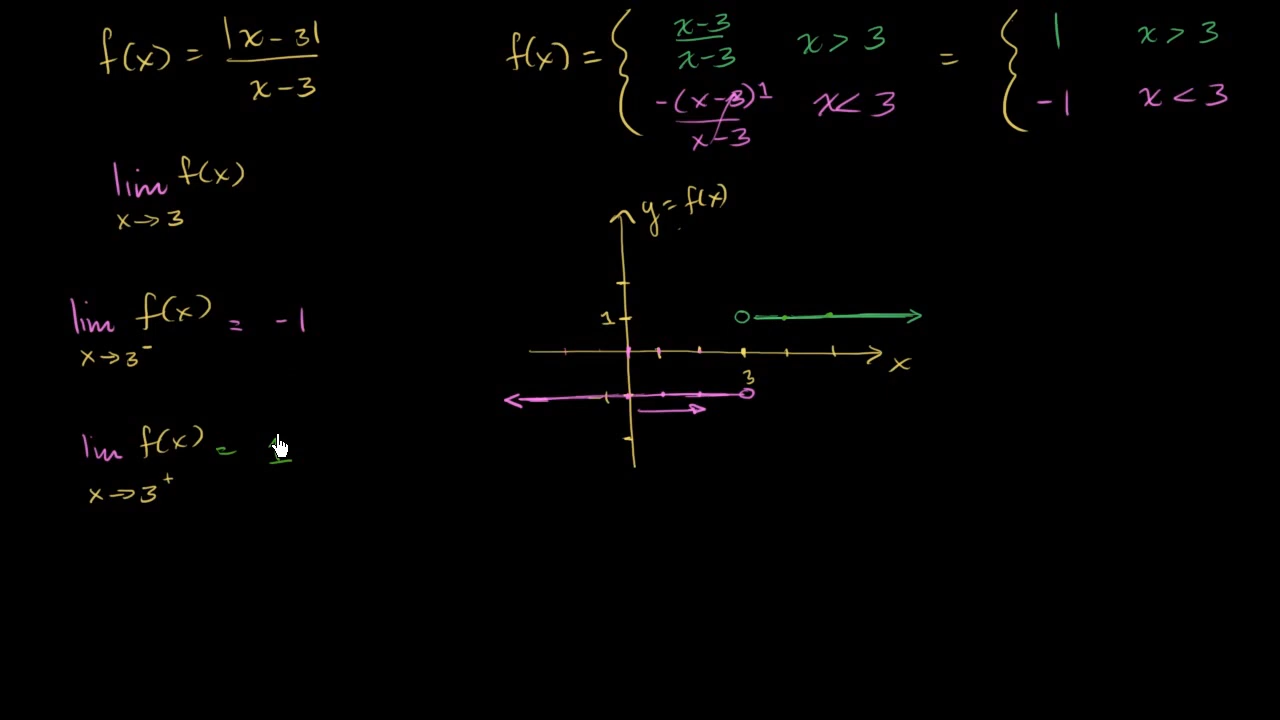 f(x) = |x-3| / x-3
f(x) = { x-3 / x-3 x > 3 = { 1 x > 3
-(x-3) 1 / x-3 x < 3 -1 x < 3
lim f(x)
x→3
y = f(x)
lim f(x) = -1
x→3⁻
1
x
3
lim f(x) =
x→3⁺